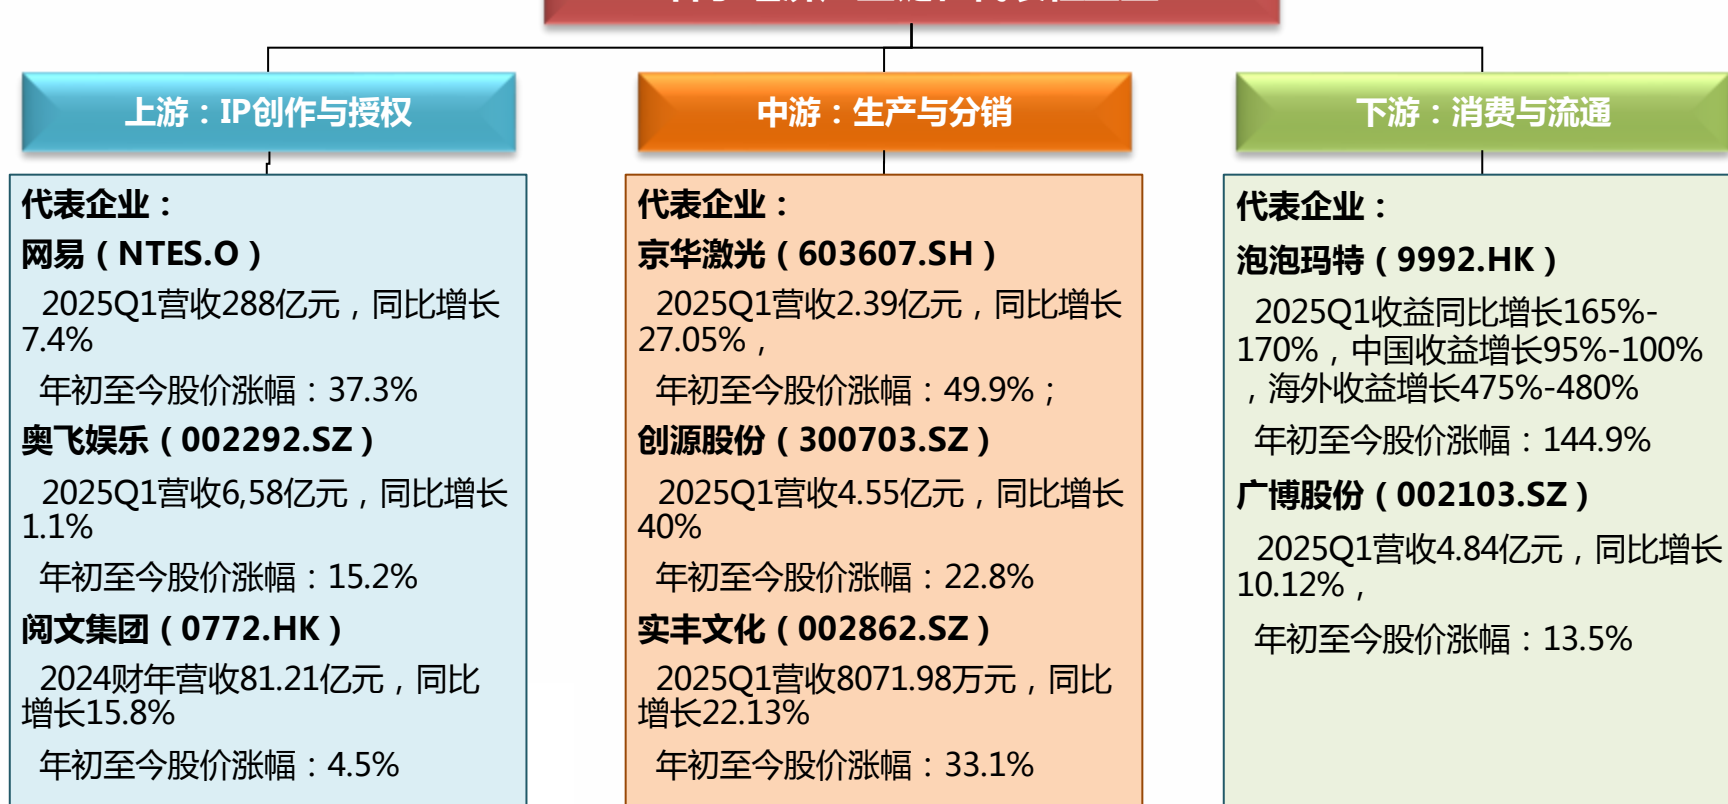 上游：IP创作与授权
代表企业：
网易（NTES.O）
2025Q1营收288亿元，同比增长
7.4%
年初至今股价涨幅：37.3%
奥飞娱乐（002292.SZ）
2025Q1营收6,58亿元，同比增长
1.1%
年初至今股价涨幅：15.2%
阅文集团（0772.HK）
2024财年营收81.21亿元，同比
增长15.8%
年初至今股价涨幅：4.5%
中游：生产与分销
代表企业：
京华激光（603607.SH）
2025Q1营收2.39亿元，同比增长
27.05%，
年初至今股价涨幅：49.9%；
创源股份（300703.SZ）
2025Q1营收4.55亿元，同比增长
40%
年初至今股价涨幅：22.8%
实丰文化（002862.SZ）
2025Q1营收8071.98万元，同比
增长22.13%
年初至今股价涨幅：33.1%
下游：消费与流通
代表企业：
泡泡玛特（9992.HK）
2025Q1收益同比增长165%-
170%，中国收益增长95%-100%
，海外收益增长475%-480%
年初至今股价涨幅：144.9%
广博股份（002103.SZ）
2025Q1营收4.84亿元，同比增长
10.12%，
年初至今股价涨幅：13.5%